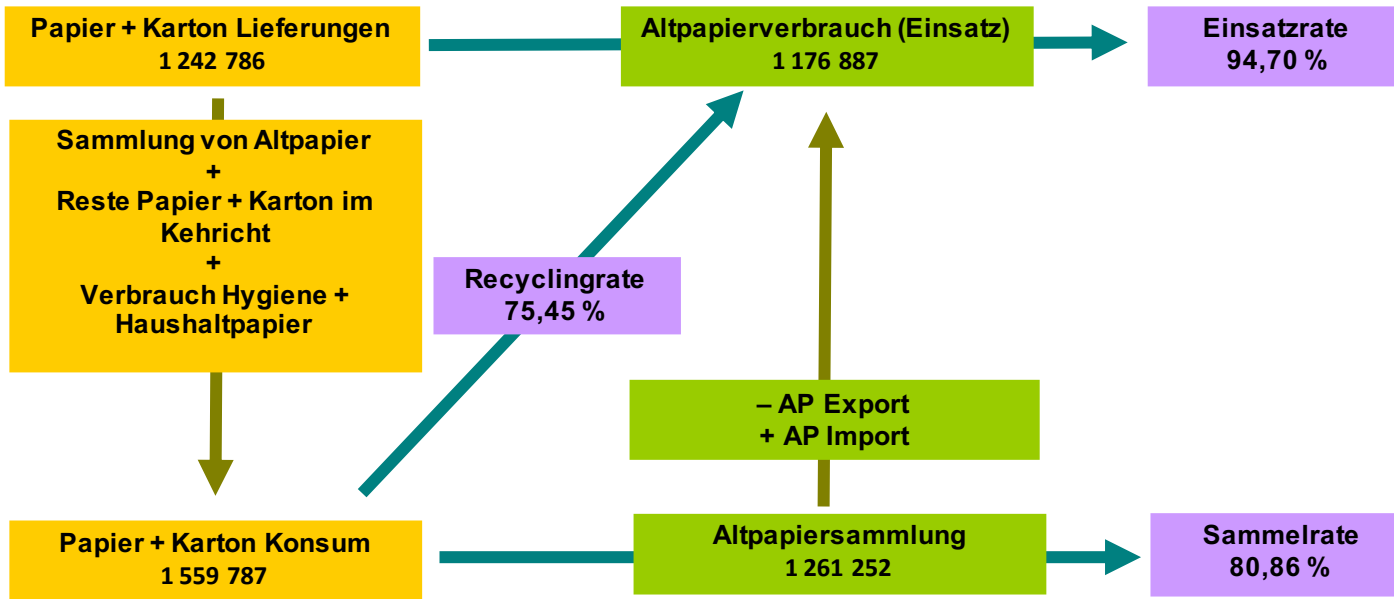 Papier + Karton Lieferungen
1 242 786
Altpapierverbrauch (Einsatz)
1 176 887
Einsatzrate
94,70 %
Sammlung von Altpapier
+
Reste Papier + Karton im
Kehricht
+
Verbrauch Hygiene +
Haushaltpapier
Recyclingrate
75,45 %
– AP Export
+ AP Import
Papier + Karton Konsum
1 559 787
Altpapiersammlung
1 261 252
Sammelrate
80,86 %